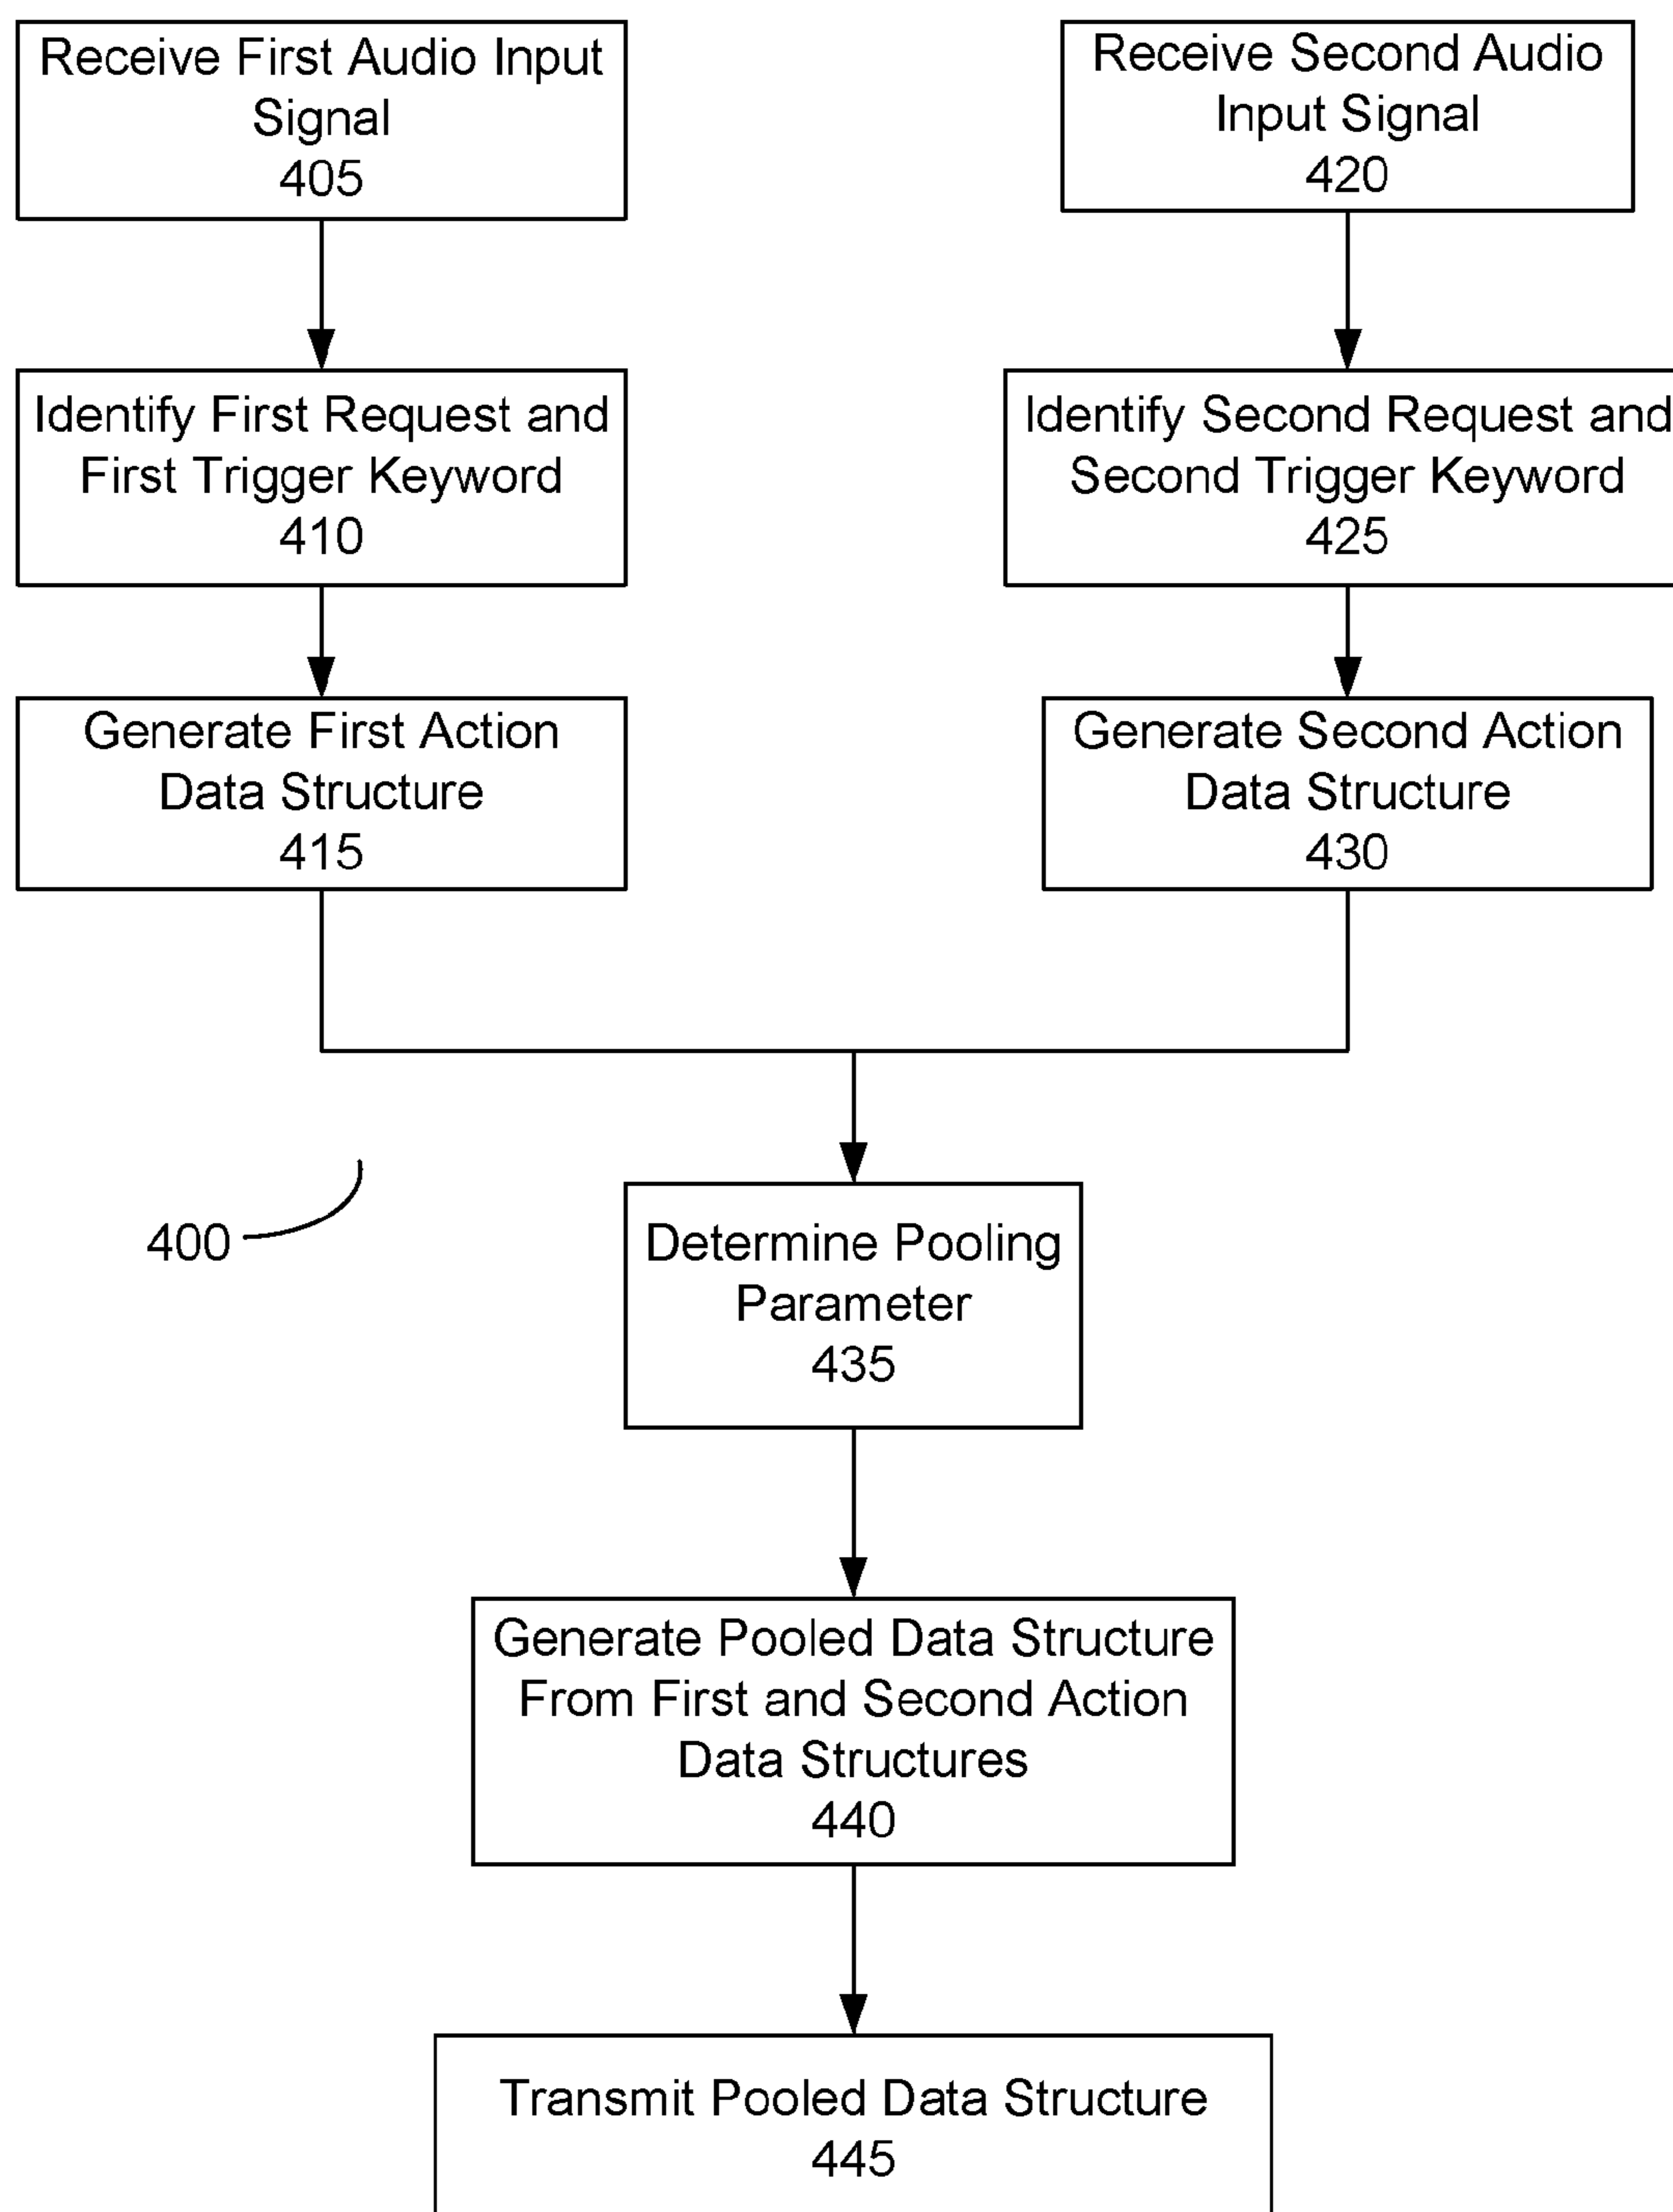 Receive First Audio Input
Signal
405
Receive Second Audio
Input Signal
420
Identify First Request and
First Trigger Keyword
410
Identify Second Request and
Second Trigger Keyword
425
Generate First Action
Data Structure
415
Generate Second Action
Data Structure
430
400
Determine Pooling
Parameter
435
Generate Pooled Data Structure
From First and Second Action
Data Structures
440
Transmit Pooled Data Structure
445